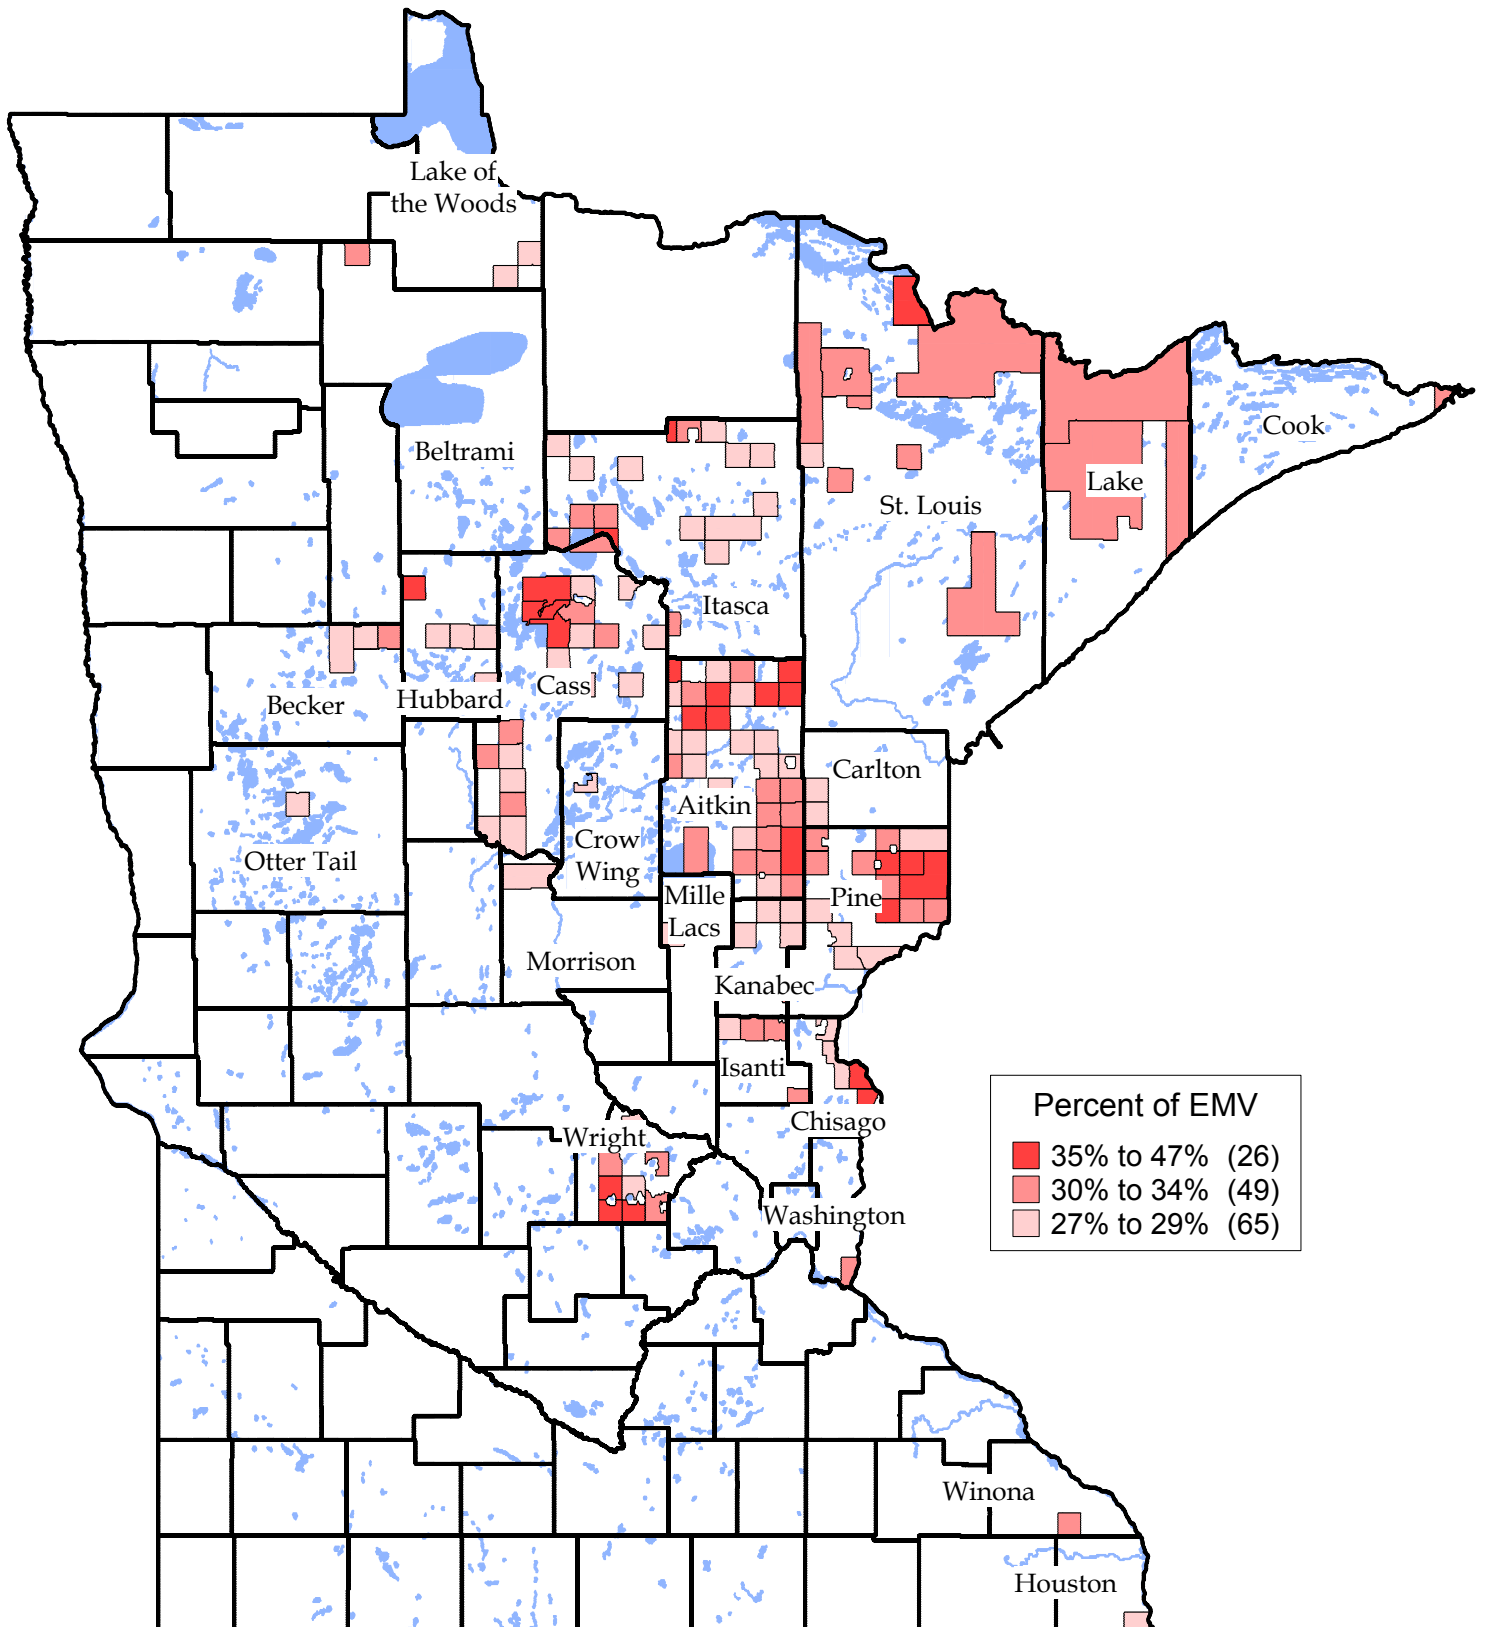 Lake of
the Woods
Beltrami
Cook
Lake
St. Louis
Itasca
Becker
Hubbard
Cass
Carlton
Aitkin
Otter Tail
Crow
Wing
Mille
Lacs
Pine
Morrison
Kanabec
Isanti
Chisago
Wright
Washington
Percent of EMV
35% to 47% (26)
30% to 34% (49)
27% to 29% (65)
Winona
Houston